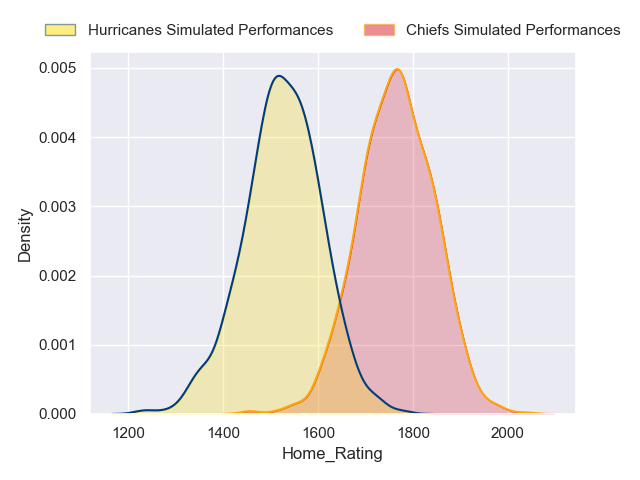 Hurricanes Simulated Performances
Chiefs Simulated Performances
0.005
0.004
0.003
0.002
0.001
0.000
Density
1200 1400 1600 1800 2000
Home_Rating